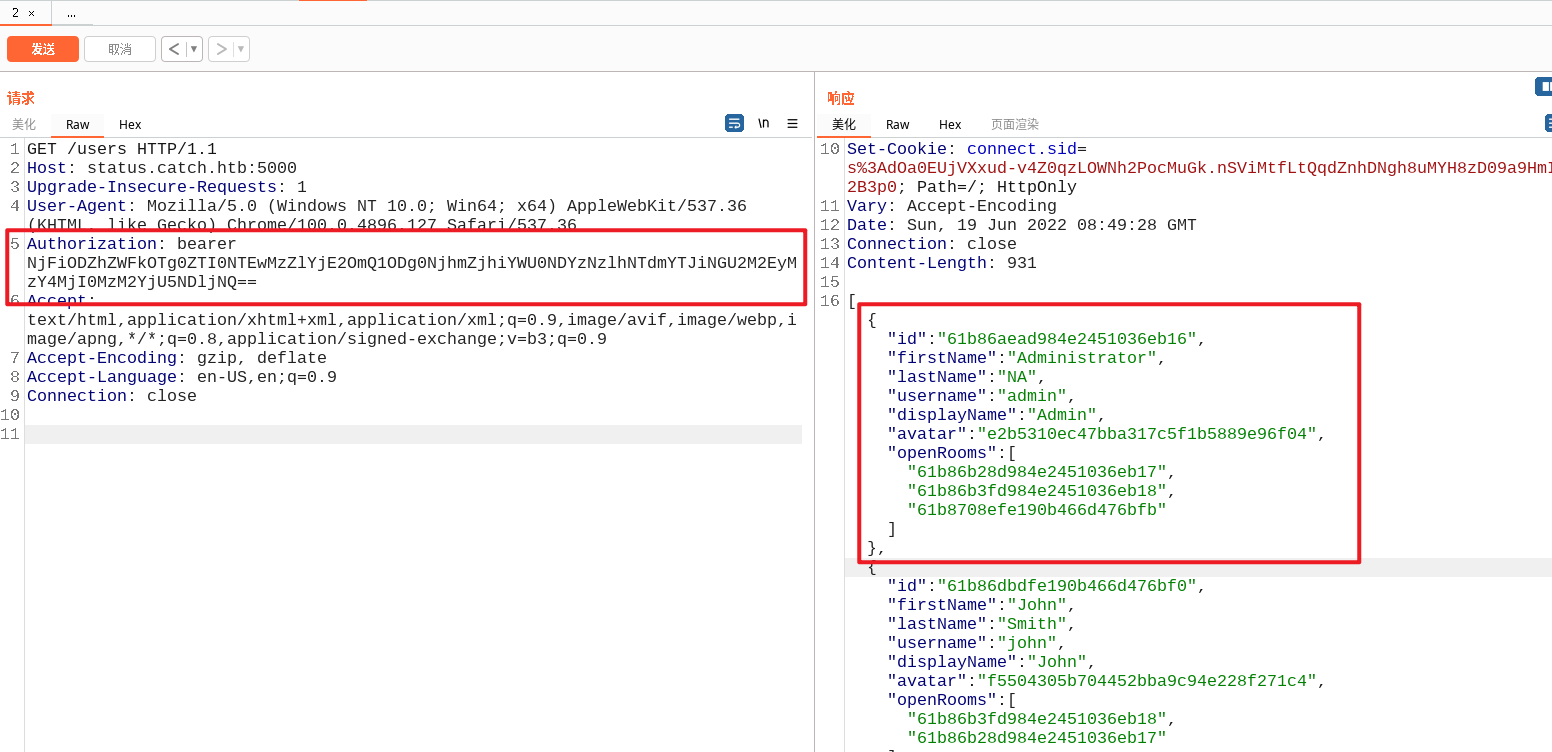 2 ×
...
发送
取消
< ▼
> ▼
请求
美化
Raw
Hex
\n
1 GET /users HTTP/1.1
2 Host: status.catch.htb:5000
3 Upgrade-Insecure-Requests: 1
4 User-Agent: Mozilla/5.0 (Windows NT 10.0; Win64; x64) AppleWebKit/537.36
(KHTML, like Gecko) Chrome/100.0.4896.127 Safari/537.36
5 Authorization: bearer
NjFiODZhZWFkOTg0ZTI0NTEwMzZlYjE2OmQ1ODg0NjhmZjhiYWU0NDYzNzlhNTdmYTJiNGU2M2EyM
zY4MjI0MzM2YjU5NDljNQ==
6 Accept:
text/html,application/xhtml+xml,application/xml;q=0.9,image/avif,image/webp,i
mage/apng,*/*;q=0.8,application/signed-exchange;v=b3;q=0.9
7 Accept-Encoding: gzip, deflate
8 Accept-Language: en-US,en;q=0.9
9 Connection: close
10
11
响应
美化
Raw
Hex
页面渲染
10 Set-Cookie: connect.sid=
s%3AdOa0EUjVXxud-v4Z0qzLOWNh2PocMuGk.nSViMtfLtQqdZnhDNgh8uMYH8zD09a9Hm
2B3p0; Path=/; HttpOnly
11 Vary: Accept-Encoding
12 Date: Sun, 19 Jun 2022 08:49:28 GMT
13 Connection: close
14 Content-Length: 931
15
16 [
{
"id":"61b86aead984e2451036eb16",
"firstName":"Administrator",
"lastName":"NA",
"username":"admin",
"displayName":"Admin",
"avatar":"e2b5310ec47bba317c5f1b5889e96f04",
"openRooms":[
"61b86b28d984e2451036eb17",
"61b86b3fd984e2451036eb18",
"61b8708efe190b466d476bfb"
]
},
{
"id":"61b86dbdfe190b466d476bf0",
"firstName":"John",
"lastName":"Smith",
"username":"john",
"displayName":"John",
"avatar":"f5504305b704452bba9c94e228f271c4",
"openRooms":[
"61b86b3fd984e2451036eb18",
"61b86b28d984e2451036eb17"